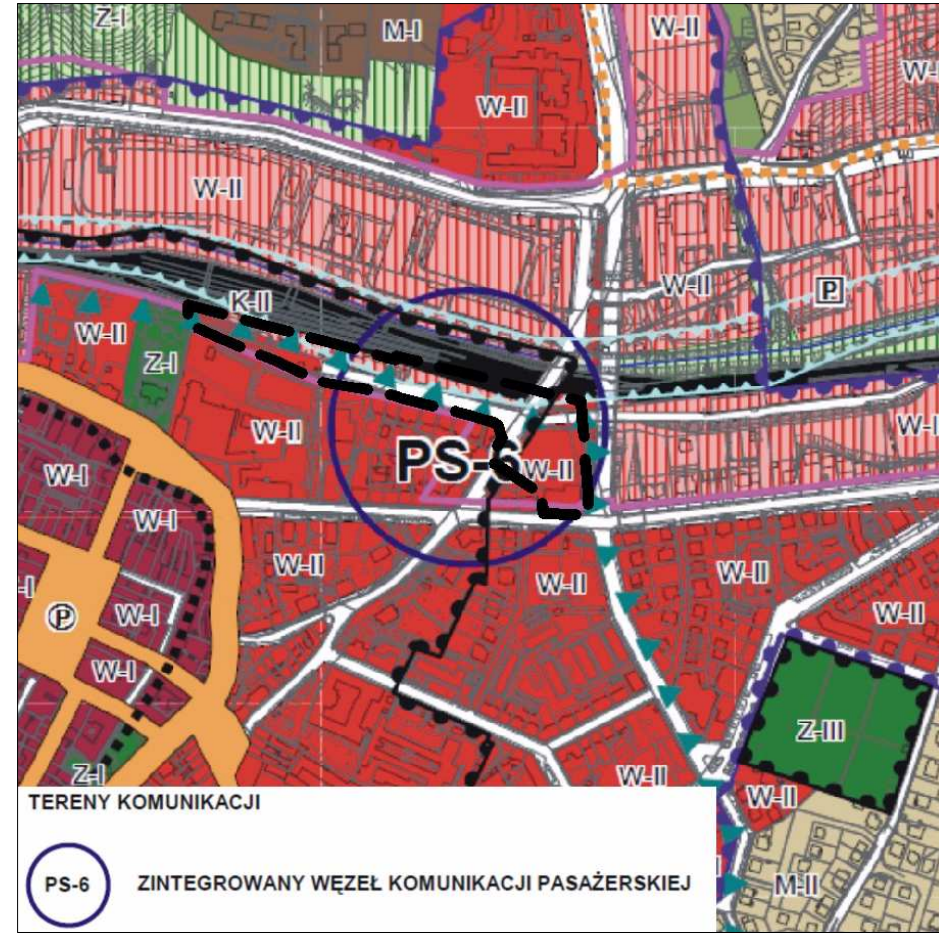 Z-I
M-I
W-II
W-II
W-
W-II
K-II
W-II
P
W-II
Z-I
W-II
W-I
W-I
PS-6
W-II
W-I
W-II
W-II
W-II
-I
P
W-I
W-II
W-I
Z-III
Z-I
W-II
W-II
M-II
TERENY KOMUNIKACJI
PS-6
ZINTEGROWANY WĘZEŁ KOMUNIKACJI PASAŻERSKIEJ